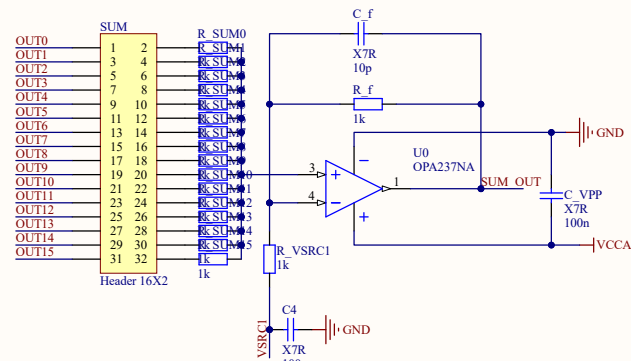 SUM
OUT0
OUT1
OUT2
OUT3
OUT4
OUT5
OUT6
OUT7
OUT8
OUT9
OUT10
OUT11
OUT12
OUT13
OUT14
OUT15
1 2
3 4
5 6
7 8
9 10
11 12
13 14
15 16
17 18
19 20
21 22
23 24
25 26
27 28
29 30
31 32
Header 16X2
R_SUM0
1k
1k
C_f
X7R
10p
R_f
1k
U0
OPA237NA
3
4
1
+
−
−
+
SUM_OUT
GND
C_VPP
X7R
100n
VCCA
R_VSRC1
1k
VSRC1
C4
X7R
GND